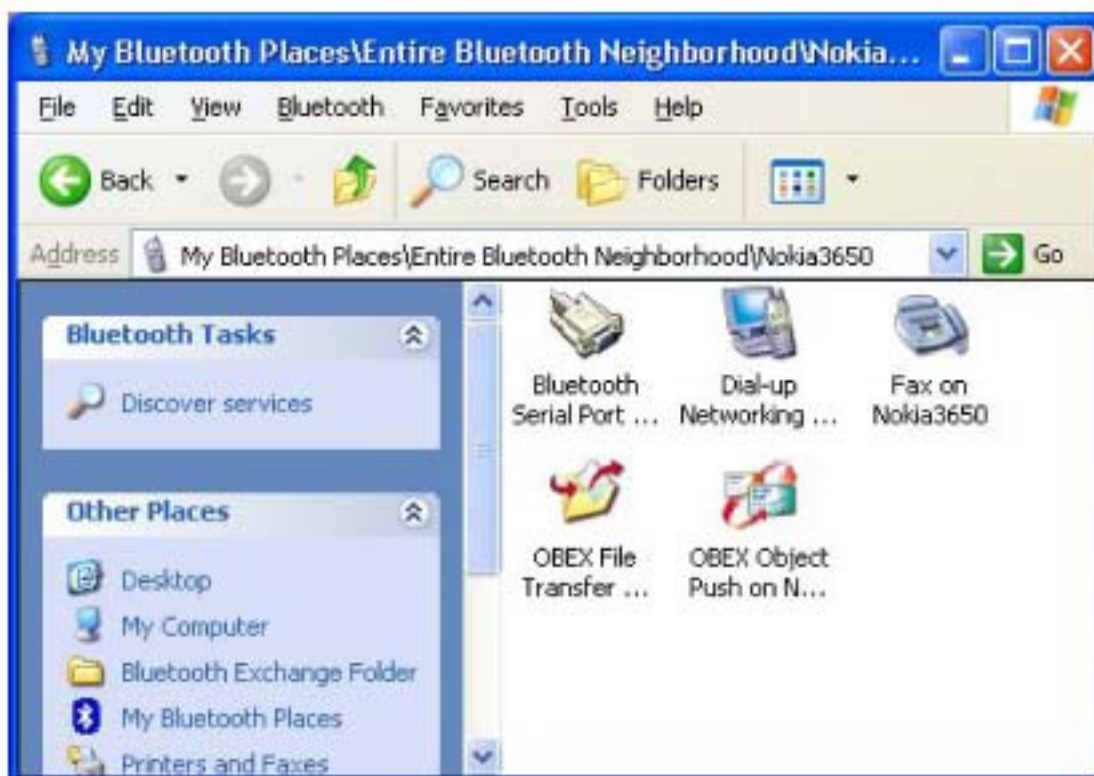 My Bluetooth Places\Entire Bluetooth Neighborhood\Nokia...
File Edit View Bluetooth Favorites Tools Help
Back Search Folders
Address My Bluetooth Places\Entire Bluetooth Neighborhood\Nokia3650 Go
Bluetooth Tasks
Discover services
Other Places
Desktop
My Computer
Bluetooth Exchange Folder
My Bluetooth Places
Printers and Faxes
Bluetooth
Serial Port ...
Dial-up
Networking ...
Fax on
Nokia3650
OBEX File
Transfer ...
OBEX Object
Push on N...